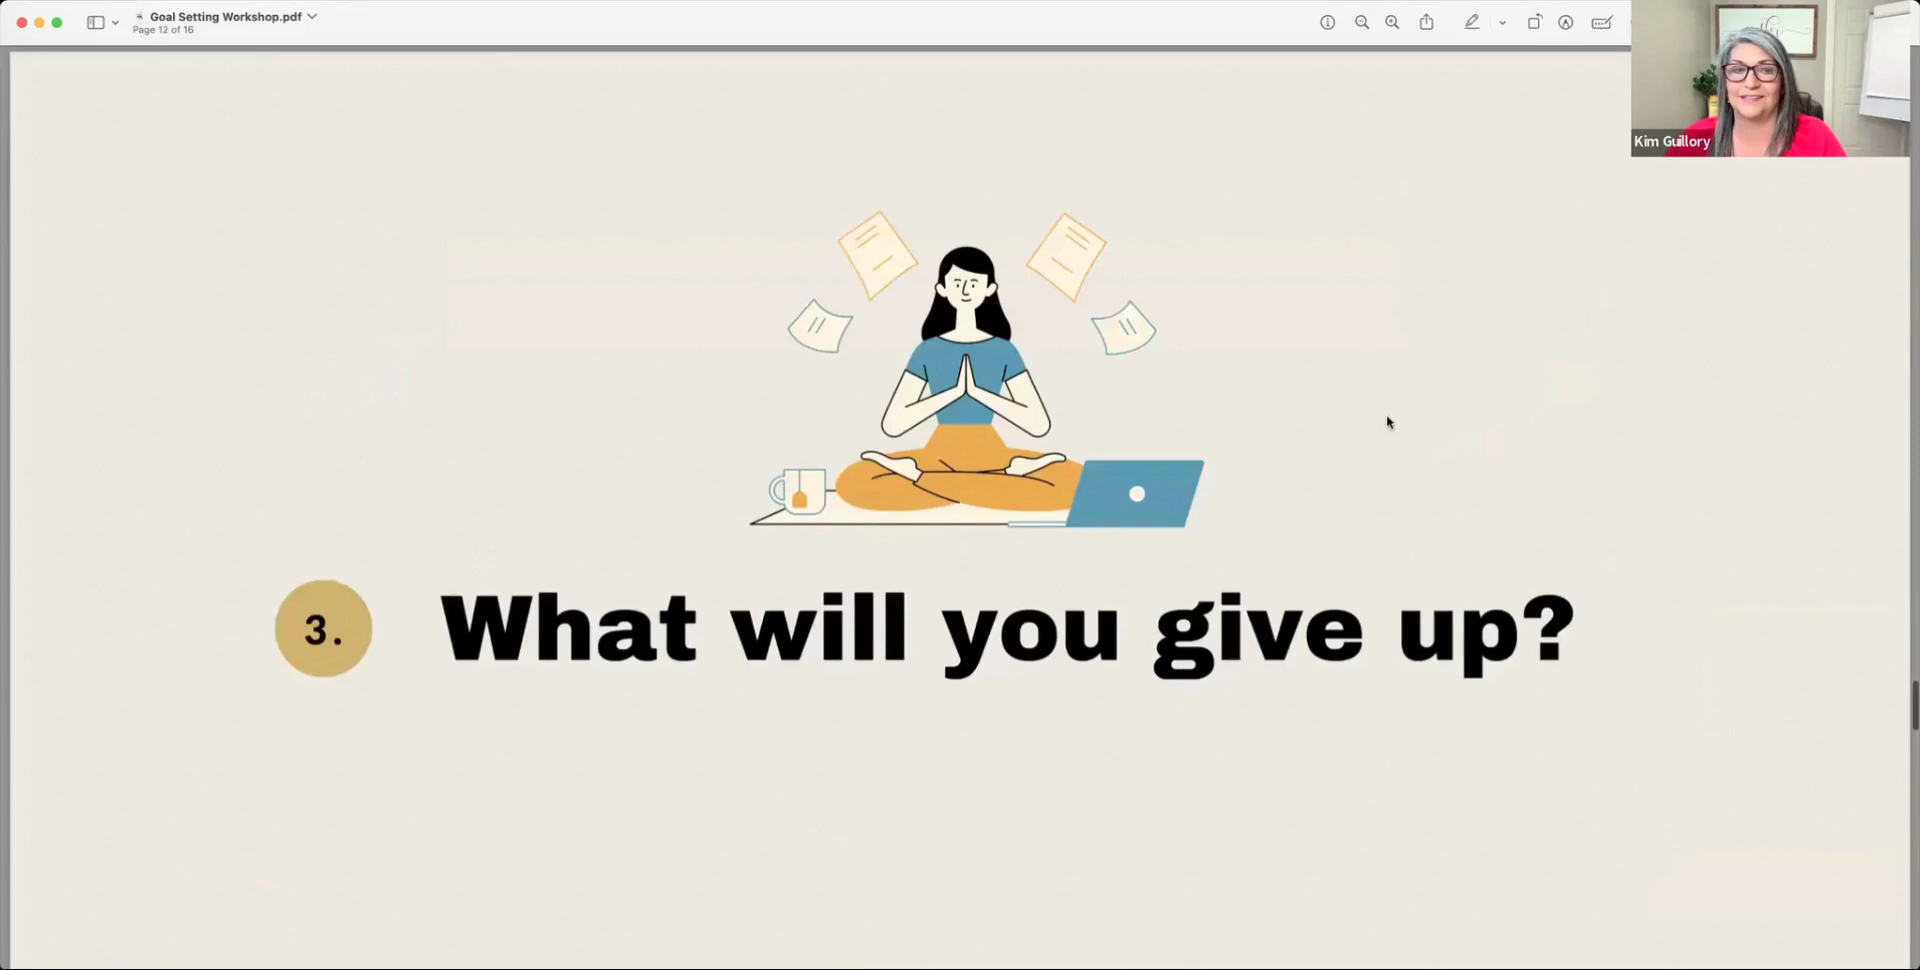 Goal Setting Workshop.pdf
Page 12 of 16
Kim Guillory
3. What will you give up?